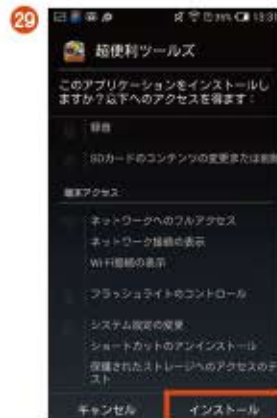 29
13:31
超便利ツールズ
このアプリケーションをインストールし
ますか？以下へのアクセスを得ます：
録音
SDカードのコンテンツの変更または削除
端末アクセス
ネットワークへのフルアクセス
ネットワーク接続の表示
Wi-Fi接続の表示
フラッシュライトのコントロール
システム設定の変更
ショートカットのアンインストール
保護されたストレージへのアクセスのテ
スト
キャンセル
インストール